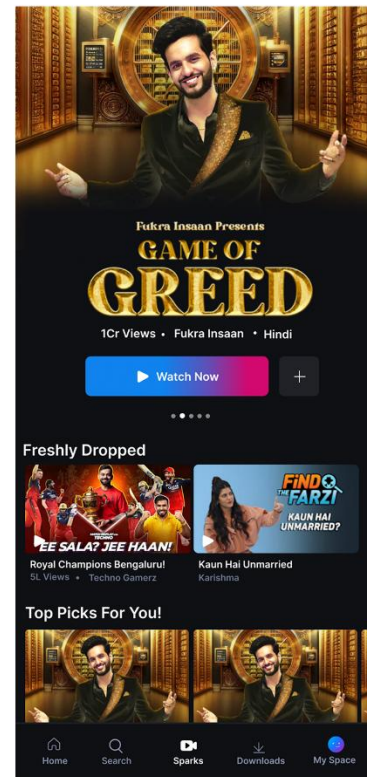 Fukra Insaan Presents
GAME OF
GREED
1Cr Views • Fukra Insaan • Hindi
Watch Now
Freshly Dropped
TECHNO
EE SALA? JEE HAAN!
FIND
THE FARZI
KAUN HAI
UNMARRIED?
Royal Champions Bengaluru!
5L Views • Techno Gamerz
Kaun Hai Unmarried
Karishma
Top Picks For You!
Home
Search
Sparks
Downloads
My Space